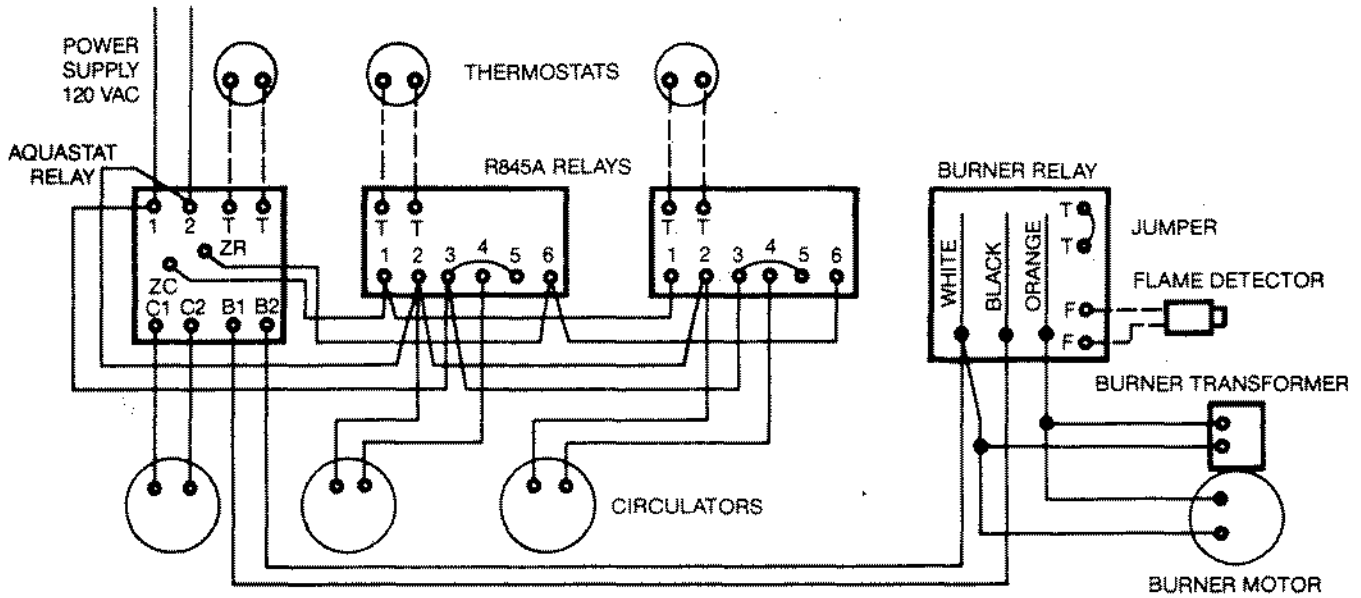 POWER
SUPPLY
120 VAC
THERMOSTATS
AQUASTAT
RELAY
R845A RELAYS
BURNER RELAY
1 2 T T
ZR
ZC
C1 C2 B1 B2
T T
1 2 3 4 5 6
T T
1 2 3 4 5 6
WHITE
BLACK
ORANGE
T
T
JUMPER
FLAME DETECTOR
F
F
BURNER TRANSFORMER
CIRCULATORS
BURNER MOTOR